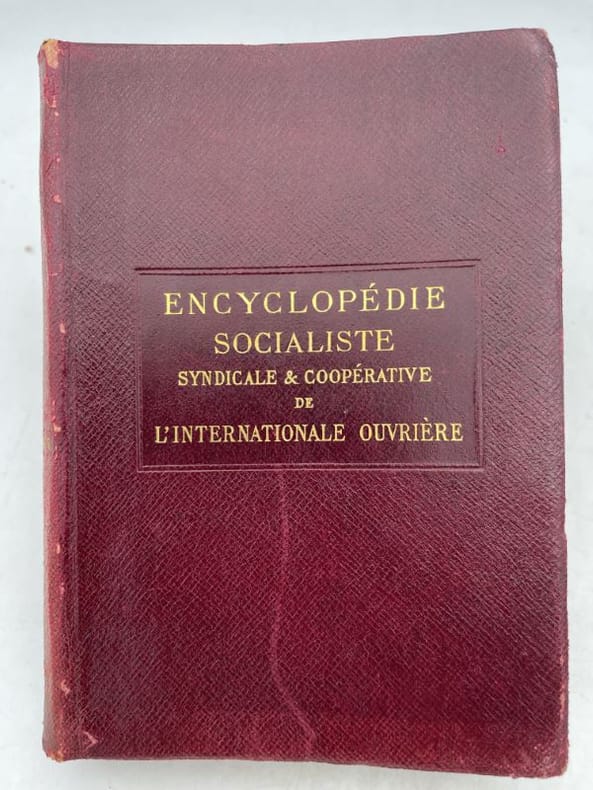 ENCYCLOPÉDIE
SOCIALISTE
SYNDICALE & COOPÉRATIVE
DE
L'INTERNATIONALE OUVRIÈRE